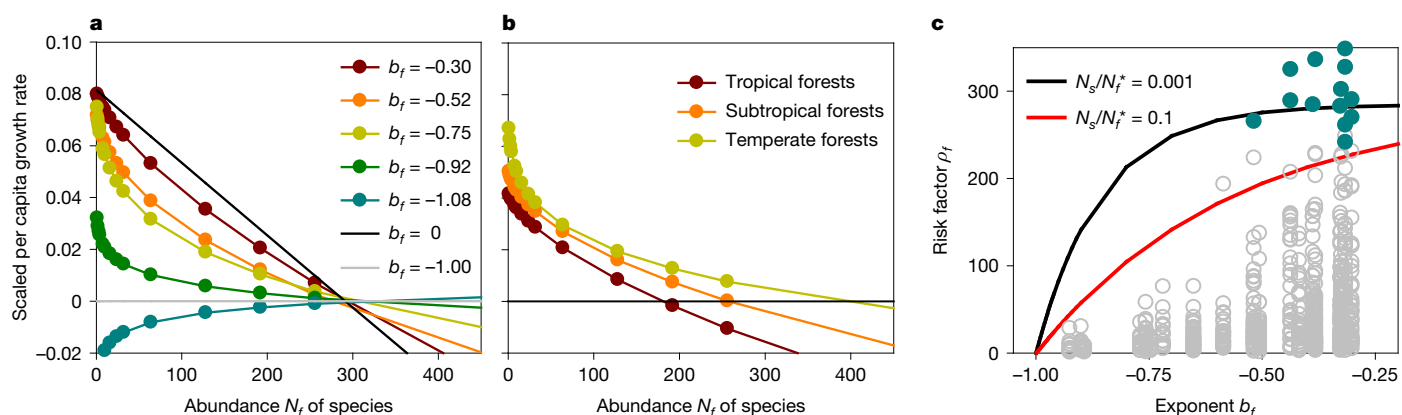 a
Scaled per capita growth rate
0.10
0.08
0.06
0.04
0.02
0
−0.02
b_f = −0.30
b_f = −0.52
b_f = −0.75
b_f = −0.92
b_f = −1.08
b_f = 0
b_f = −1.00
0 100 200 300 400
Abundance N_f of species
b
Tropical forests
Subtropical forests
Temperate forests
0 100 200 300 400
Abundance N_f of species
c
Risk factor ρ_f
300
200
100
0
N_s/N_f* = 0.001
N_s/N_f* = 0.1
−1.00 −0.75 −0.50 −0.25
Exponent b_f